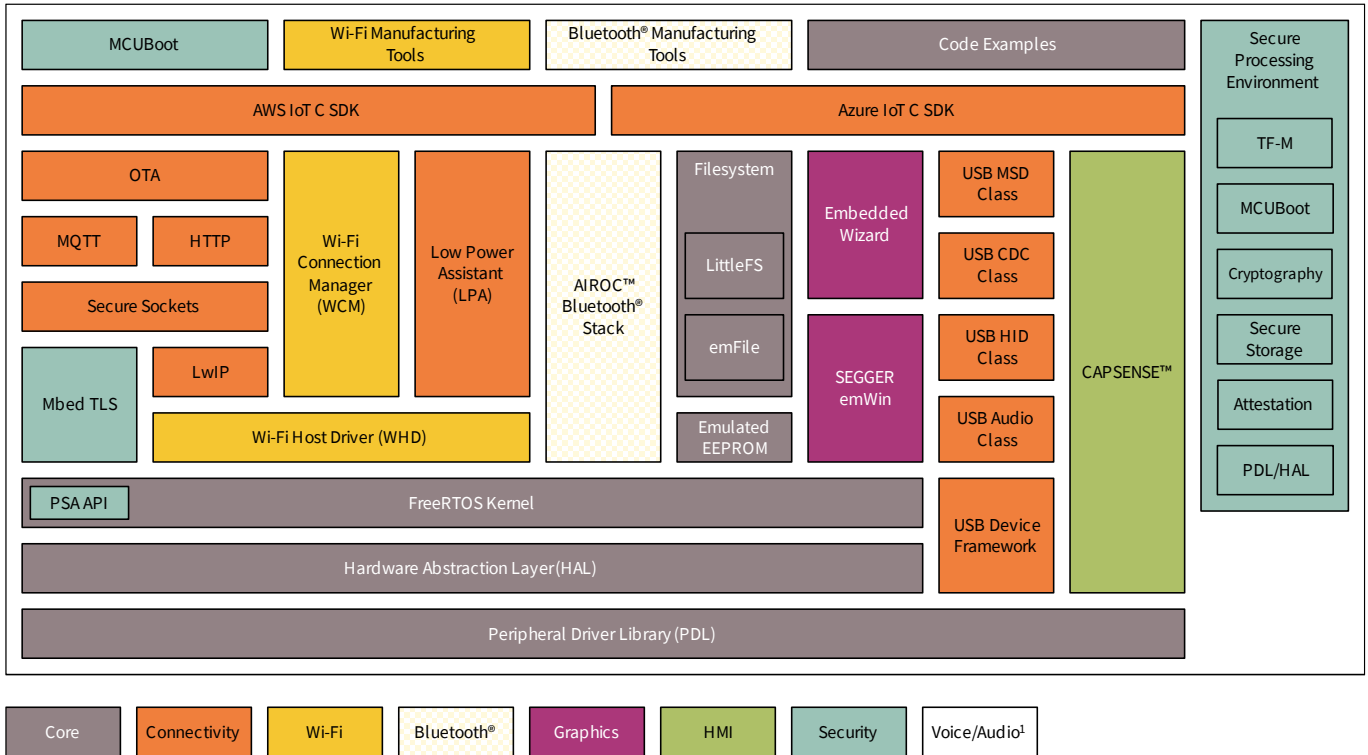 MCUBoot
Wi-Fi Manufacturing
Tools
Bluetooth® Manufacturing
Tools
Code Examples
Secure
Processing
Environment
AWS IoT C SDK
Azure IoT C SDK
TF-M
MCUBoot
Cryptography
Secure
Storage
Attestation
PDL/HAL
OTA
MQTT
HTTP
Secure Sockets
Mbed TLS
LwIP
Wi-Fi
Connection
Manager
(WCM)
Low Power
Assistant
(LPA)
Wi-Fi Host Driver (WHD)
AIROC™
Bluetooth®
Stack
Filesystem
LittleFS
emFile
Emulated
EEPROM
Embedded
Wizard
SEGGER
emWin
USB MSD
Class
USB CDC
Class
USB HID
Class
USB Audio
Class
CAPSENSE™
PSA API
FreeRTOS Kernel
USB Device
Framework
Hardware Abstraction Layer (HAL)
Peripheral Driver Library (PDL)
Core
Connectivity
Wi-Fi
Bluetooth®
Graphics
HMI
Security
Voice/Audio¹